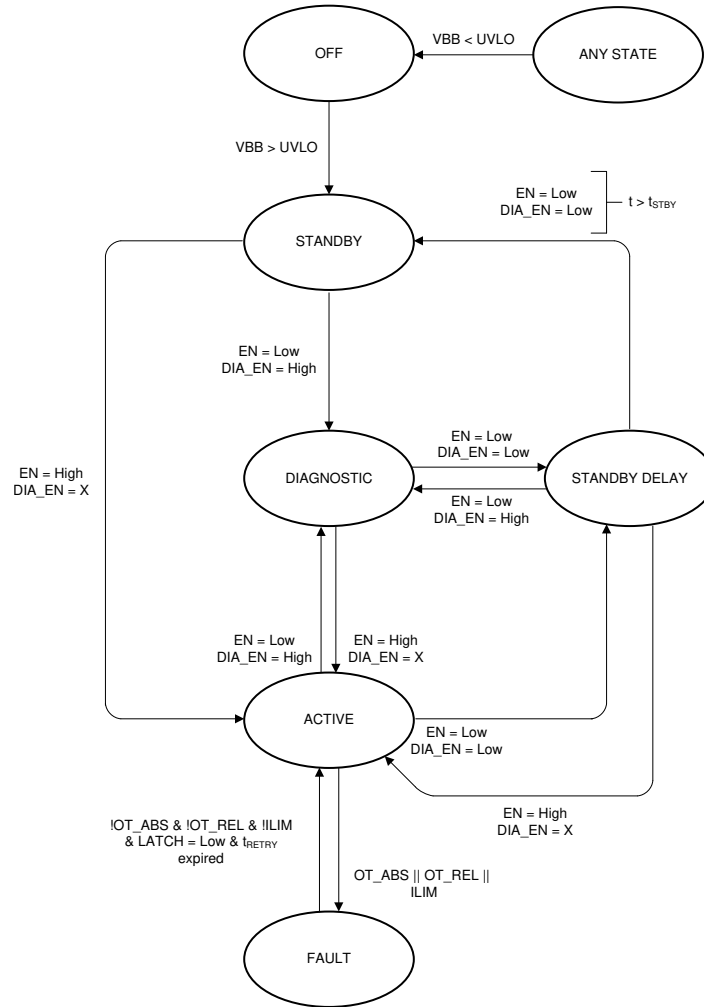 OFF
VBB < UVLO
ANY STATE
VBB > UVLO
EN = Low
DIA_EN = Low
t > tSTBY
STANDBY
EN = Low
DIA_EN = High
EN = High
DIA_EN = X
DIAGNOSTIC
EN = Low
DIA_EN = Low
EN = Low
DIA_EN = High
STANDBY DELAY
EN = Low
DIA_EN = High
EN = High
DIA_EN = X
ACTIVE
EN = Low
DIA_EN = Low
EN = High
DIA_EN = X
!OT_ABS & !OT_REL & !ILIM
& LATCH = Low & tRETRY
expired
OT_ABS || OT_REL ||
ILIM
FAULT